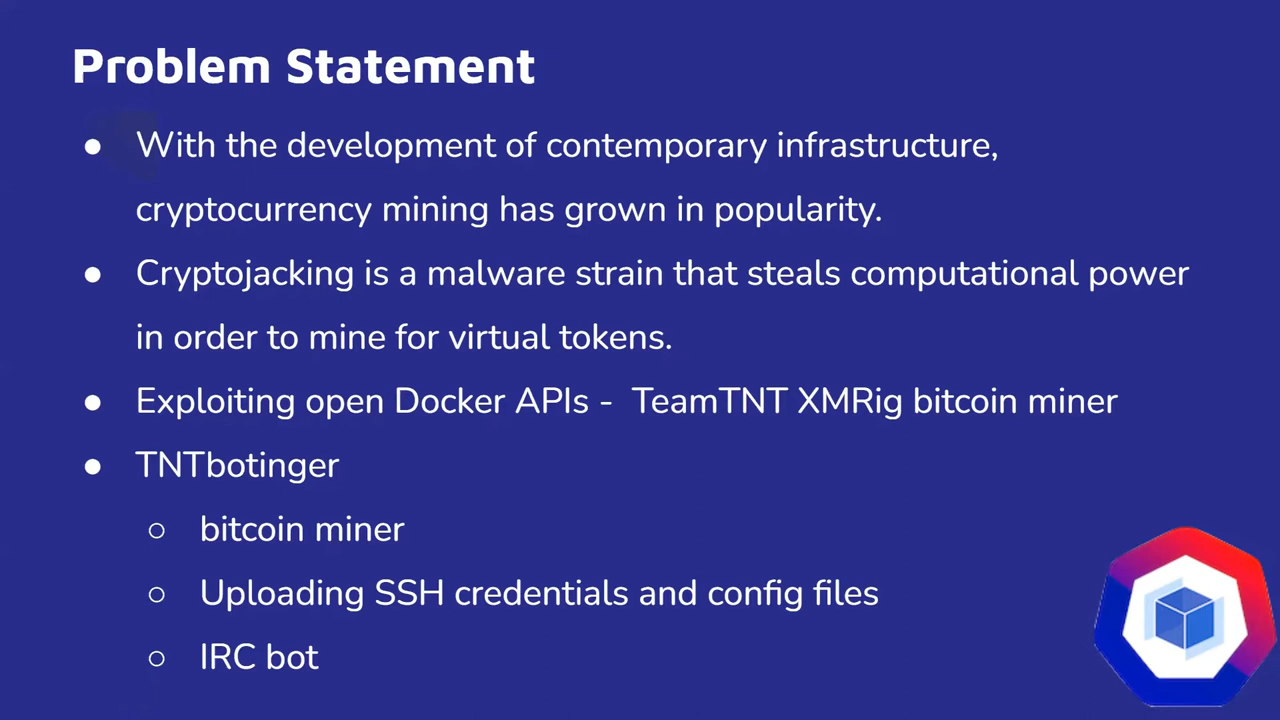 Problem Statement
● With the development of contemporary infrastructure,
cryptocurrency mining has grown in popularity.
● Cryptojacking is a malware strain that steals computational power
in order to mine for virtual tokens.
● Exploiting open Docker APIs - TeamTNT XMRig bitcoin miner
● TNTbotinger
○ bitcoin miner
○ Uploading SSH credentials and config files
○ IRC bot